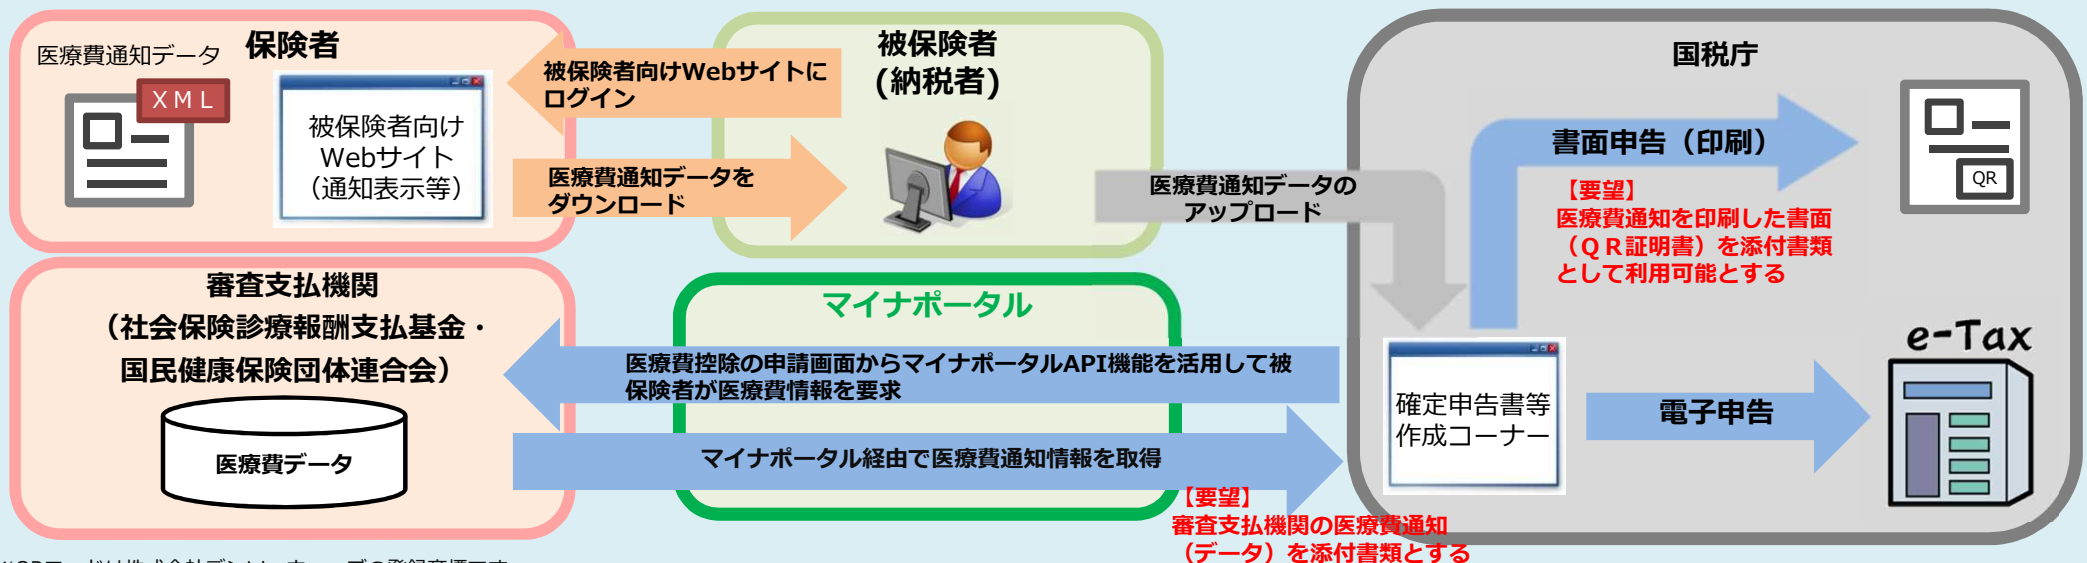 医療費通知データ
保険者
XML
被保険者向け
Webサイト
（通知表示等）
被保険者向けWebサイトに
ログイン
医療費通知データを
ダウンロード
被保険者
(納税者)
医療費通知データの
アップロード
国税庁
書面申告（印刷）
【要望】
医療費通知を印刷した書面
（ＱＲ証明書）を添付書類
として利用可能とする
QR
審査支払機関
（社会保険診療報酬支払基金・
国民健康保険団体連合会）
医療費データ
マイナポータル
医療費控除の申請画面からマイナポータルAPI機能を活用して被
保険者が医療費情報を要求
マイナポータル経由で医療費通知情報を取得
【要望】
審査支払機関の医療費通知
（データ）を添付書類とする
確定申告書等
作成コーナー
電子申告
e-Tax